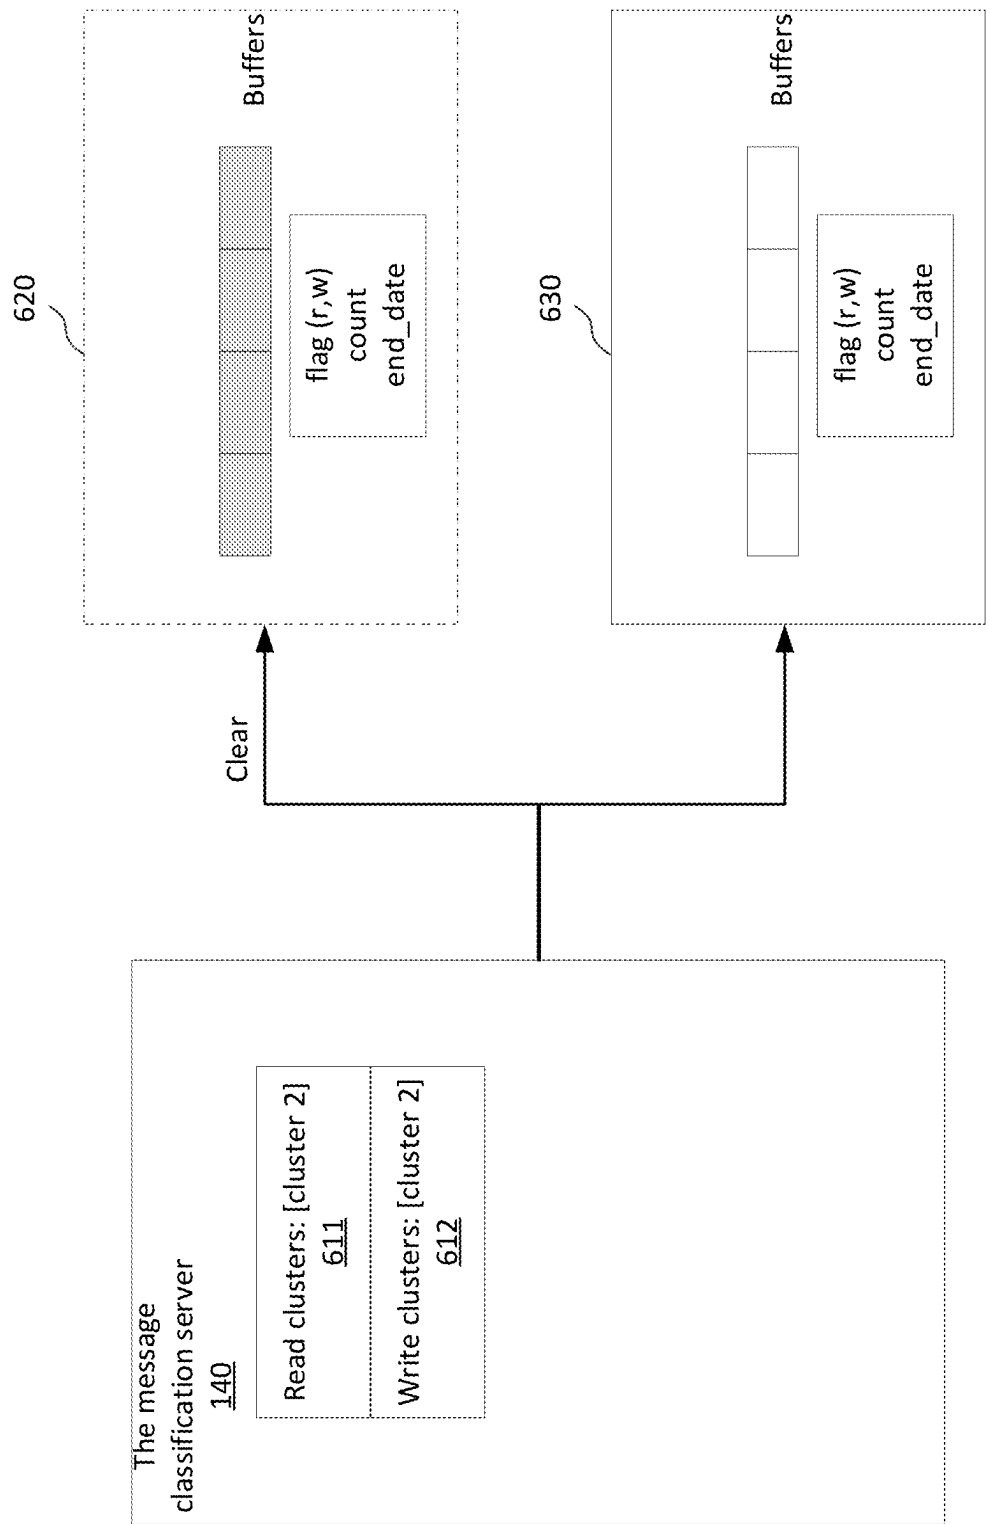 The message
classification server
140
Read clusters: [cluster 2]
611
Write clusters: [cluster 2]
612
Clear
620
Buffers
flag (r,w)
count
end_date
630
Buffers
flag (r,w)
count
end_date